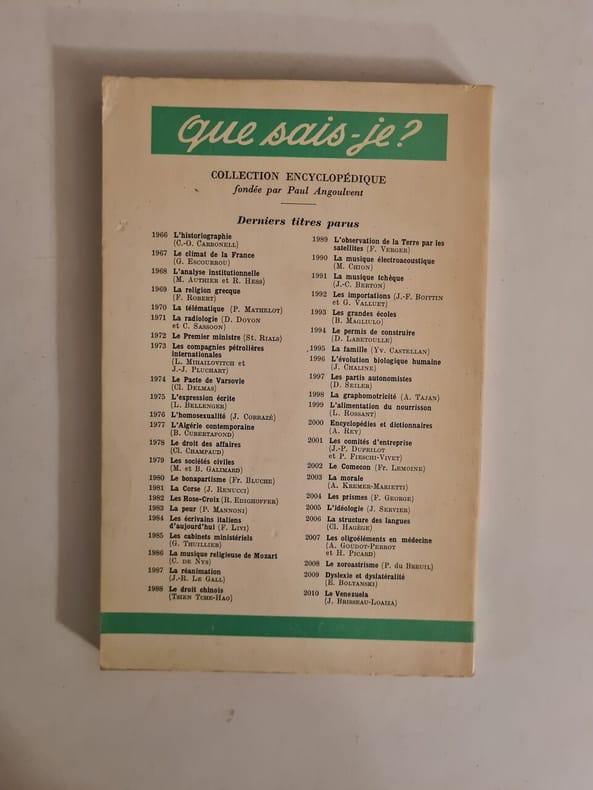 Que sais-je?
COLLECTION ENCYCLOPÉDIQUE
fondée par Paul Angoulvent
Derniers titres parus
1966 L'historiographie
(C.-O. CARBONELL)
1967 Le climat de la France
(G. ESCOURROU)
1968 L'analyse institutionnelle
(M. AUTHIER et R. HESS)
1969 La religion grecque
(F. ROBERT)
1970 La télématique (P. MATHELOT)
1971 La radiologie (D. DOYON
et C. SASSOON)
1972 Le Premier ministre (ST. RIALS)
1973 Les compagnies pétrolières
internationales
(L. MIHAILOVITCH et
J.-J. PLUCHART)
1974 Le Pacte de Varsovie
(CL. DELMAS)
1975 L'expression écrite
(L. BELLENGER)
1976 L'homosexualité (J. CORRAZÉ)
1977 L'Algérie contemporaine
(B. CUBERTAFOND)
1978 Le droit des affaires
(CL. CHAMPAUD)
1979 Les sociétés civiles
(M. et B. GALIMARD)
1980 Le bonapartisme (FR. BLUCHE)
1981 La Corse (J. RENUCCI)
1982 Les Rose-Croix (R. EDIGHOFFER)
1983 La peur (P. MANNONI)
1984 Les écrivains italiens
d'aujourd'hui (F. LIVI)
1985 Les cabinets ministériels
(G. THUILLIER)
1986 La musique religieuse de Mozart
(C. DE NYS)
1987 La réanimation
(J.-R. LE GALL)
1988 Le droit chinois
(TSIEN TCHE-HAO)
1989 L'observation de la Terre par les
satellites (F. VERGER)
1990 La musique électroacoustique
(M. CHION)
1991 La musique tchèque
(J.-C. BERTON)
1992 Les importations (J.-F. BOITTIN
et G. VALLUET)
1993 Les grandes écoles
(B. MAGLIULO)
1994 Le permis de construire
(D. LABETOULLE)
1995 La famille (YV. CASTELLAN)
1996 L'évolution biologique humaine
(J. CHALINE)
1997 Les partis autonomistes
(D. SEILER)
1998 La graphomotricité (A. TAJAN)
1999 L'alimentation du nourrisson
(L. ROSSANT)
2000 Encyclopédies et dictionnaires
(A. REY)
2001 Les comités d'entreprise
(J.-P. DUPRILOT
et P. FIESCHI-VIVET)
2002 Le Comecon (FR. LEMOINE)
2003 La morale
(A. KREMER-MARIETTI)
2004 Les prismes (F. GEORGE)
2005 L'idéologie (J. SERVIER)
2006 La structure des langues
(CL. HAGÈGE)
2007 Les oligoéléments en médecine
(A. GOUDOT-PERROT
et H. PICARD)
2008 Le zoroastrisme (P. DU BREUIL)
2009 Dyslexie et dyslatéralité
(E. BOLTANSKI)
2010 Le Venezuela
(J. BRISSEAU-LOAIZA)